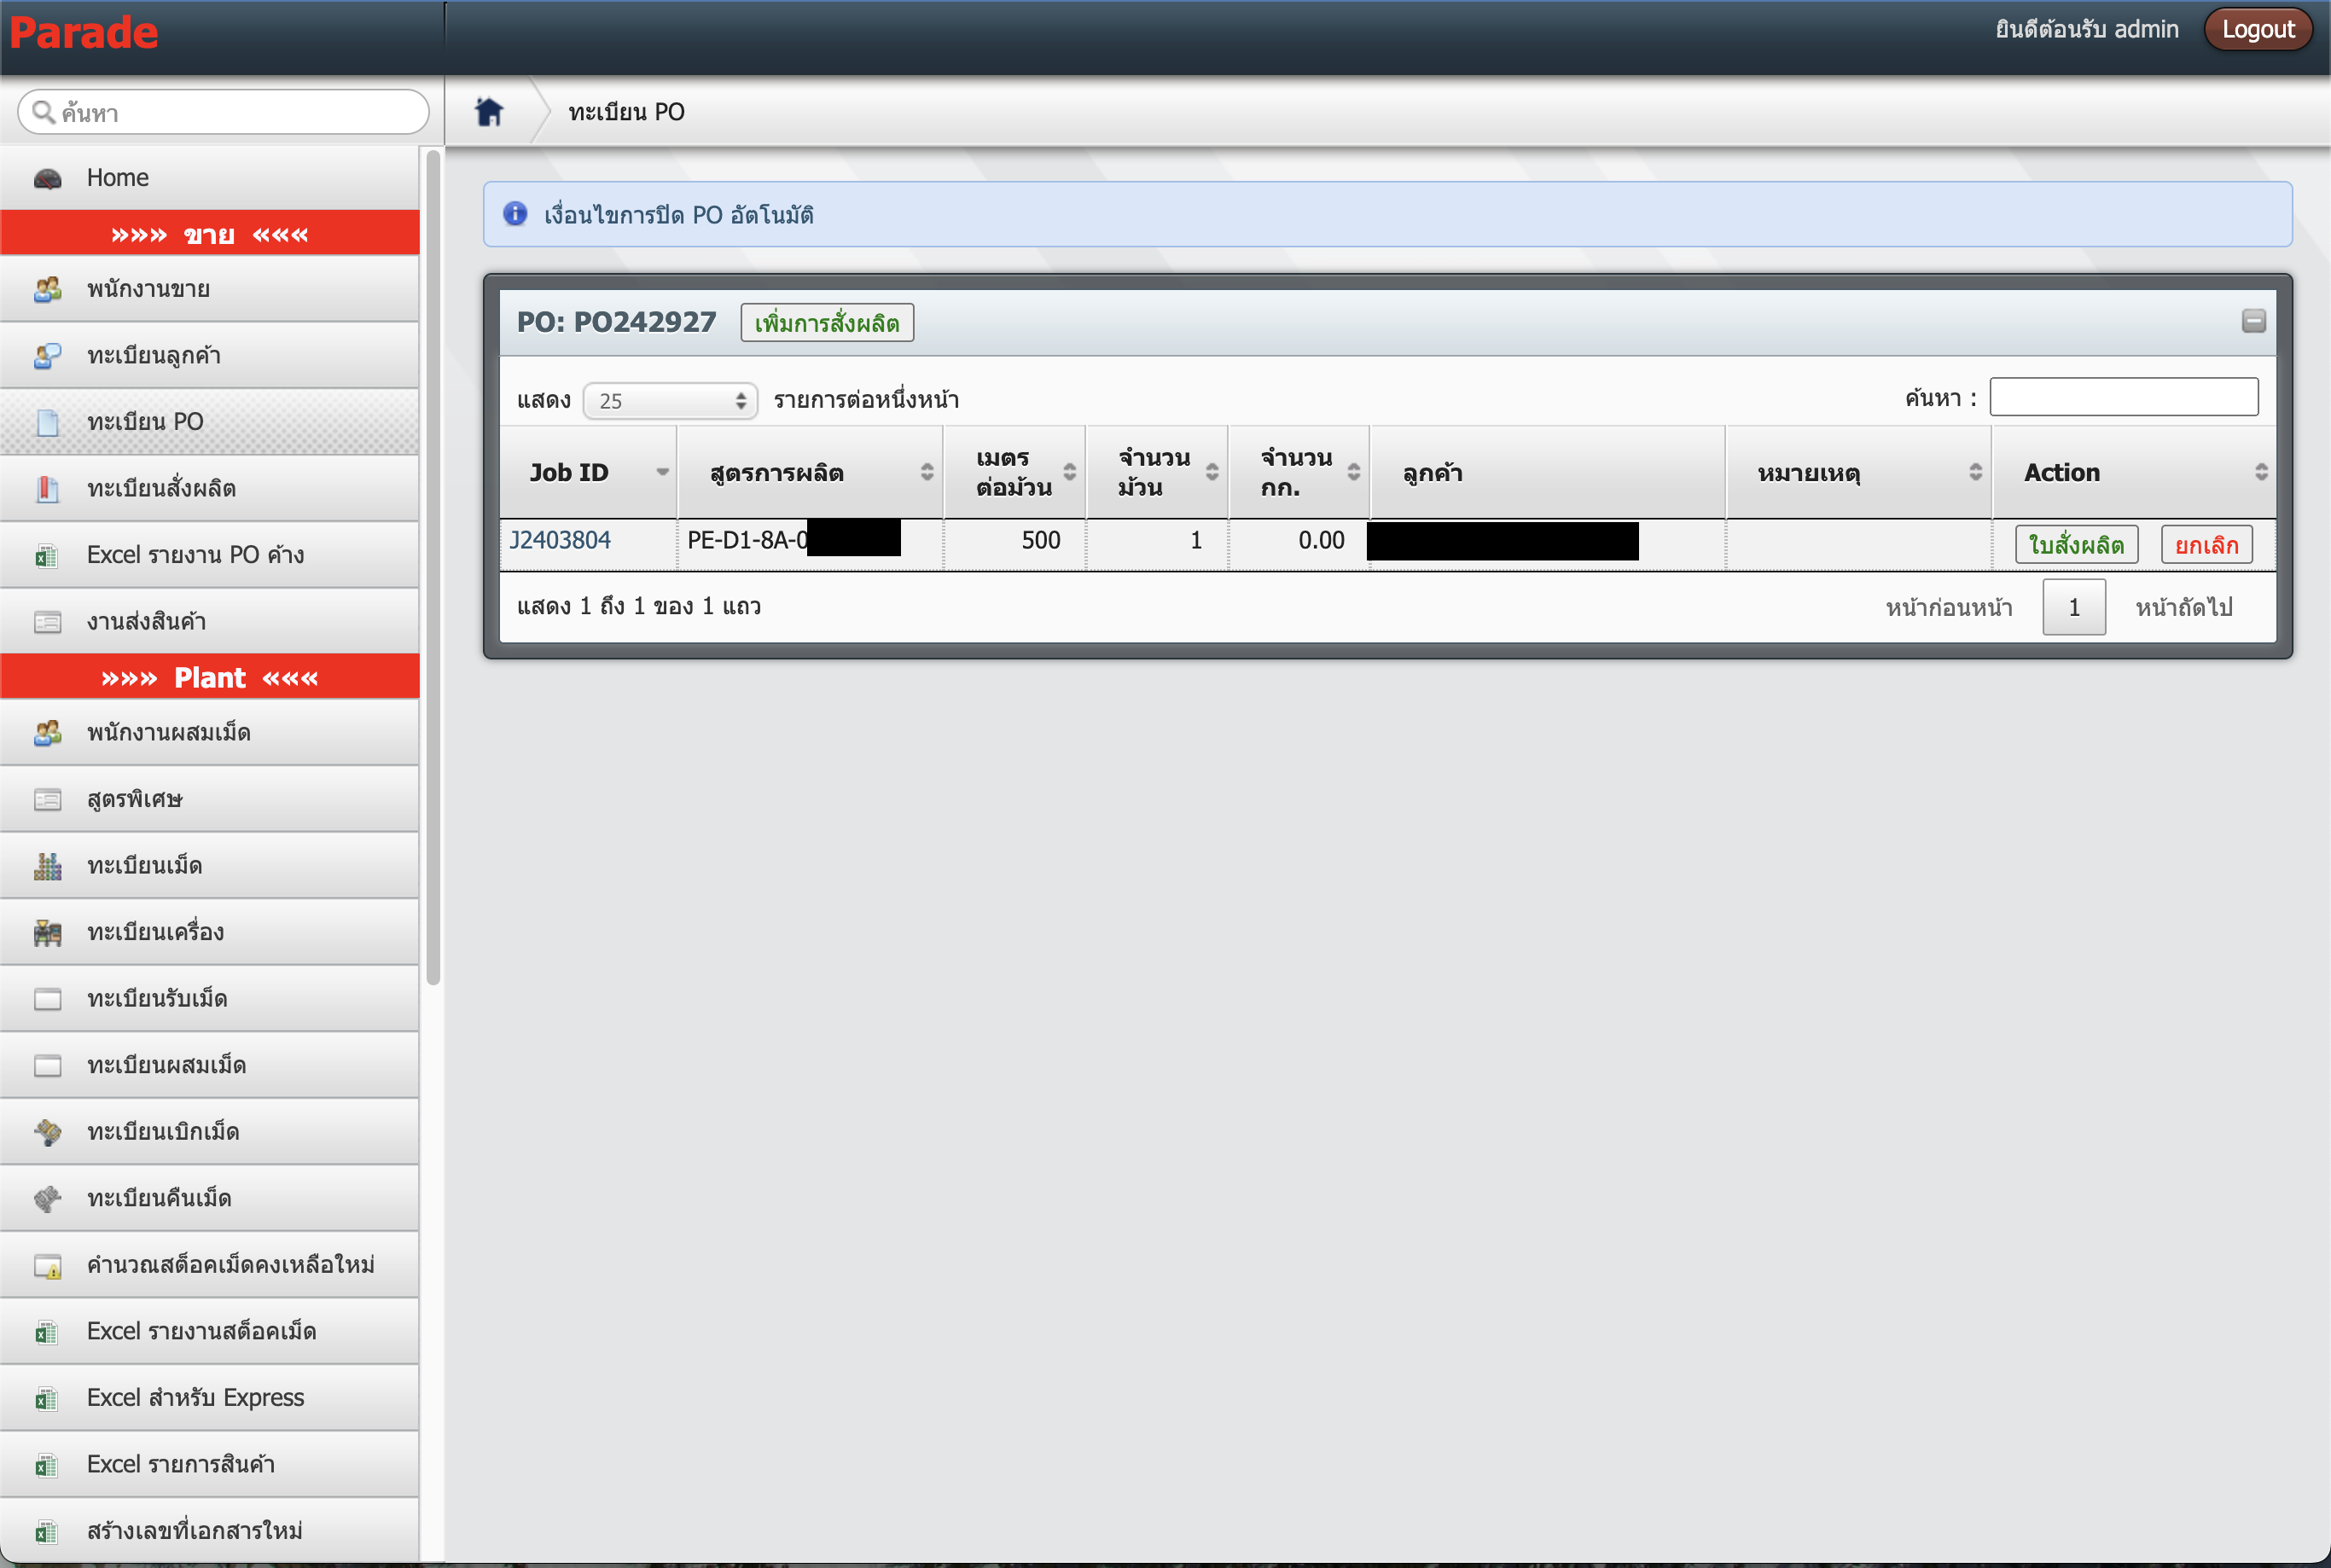 Parade
ยินดีต้อนรับ admin Logout
ค้นหา
ทะเบียน PO
Home
»»» ขาย «««
พนักงานขาย
ทะเบียนลูกค้า
ทะเบียน PO
ทะเบียนสั่งผลิต
Excel รายงาน PO ค้าง
งานส่งสินค้า
»»» Plant «««
พนักงานผสมเม็ด
สูตรพิเศษ
ทะเบียนเม็ด
ทะเบียนเครื่อง
ทะเบียนรับเม็ด
ทะเบียนผสมเม็ด
ทะเบียนเบิกเม็ด
ทะเบียนคืนเม็ด
คำนวณสต็อคเม็ดคงเหลือใหม่
Excel รายงานสต็อคเม็ด
Excel สำหรับ Express
Excel รายการสินค้า
สร้างเลขที่เอกสารใหม่
เงื่อนไขการปิด PO อัตโนมัติ
PO: PO242927 เพิ่มการสั่งผลิต
แสดง 25 รายการต่อหนึ่งหน้า ค้นหา :
Job ID สูตรการผลิต เมตร ต่อม้วน จำนวน ม้วน จำนวน กก. ลูกค้า หมายเหตุ Action
J2403804 PE-D1-8A-0 500 1 0.00 ใบสั่งผลิต ยกเลิก
แสดง 1 ถึง 1 ของ 1 แถว หน้าก่อนหน้า 1 หน้าถัดไป